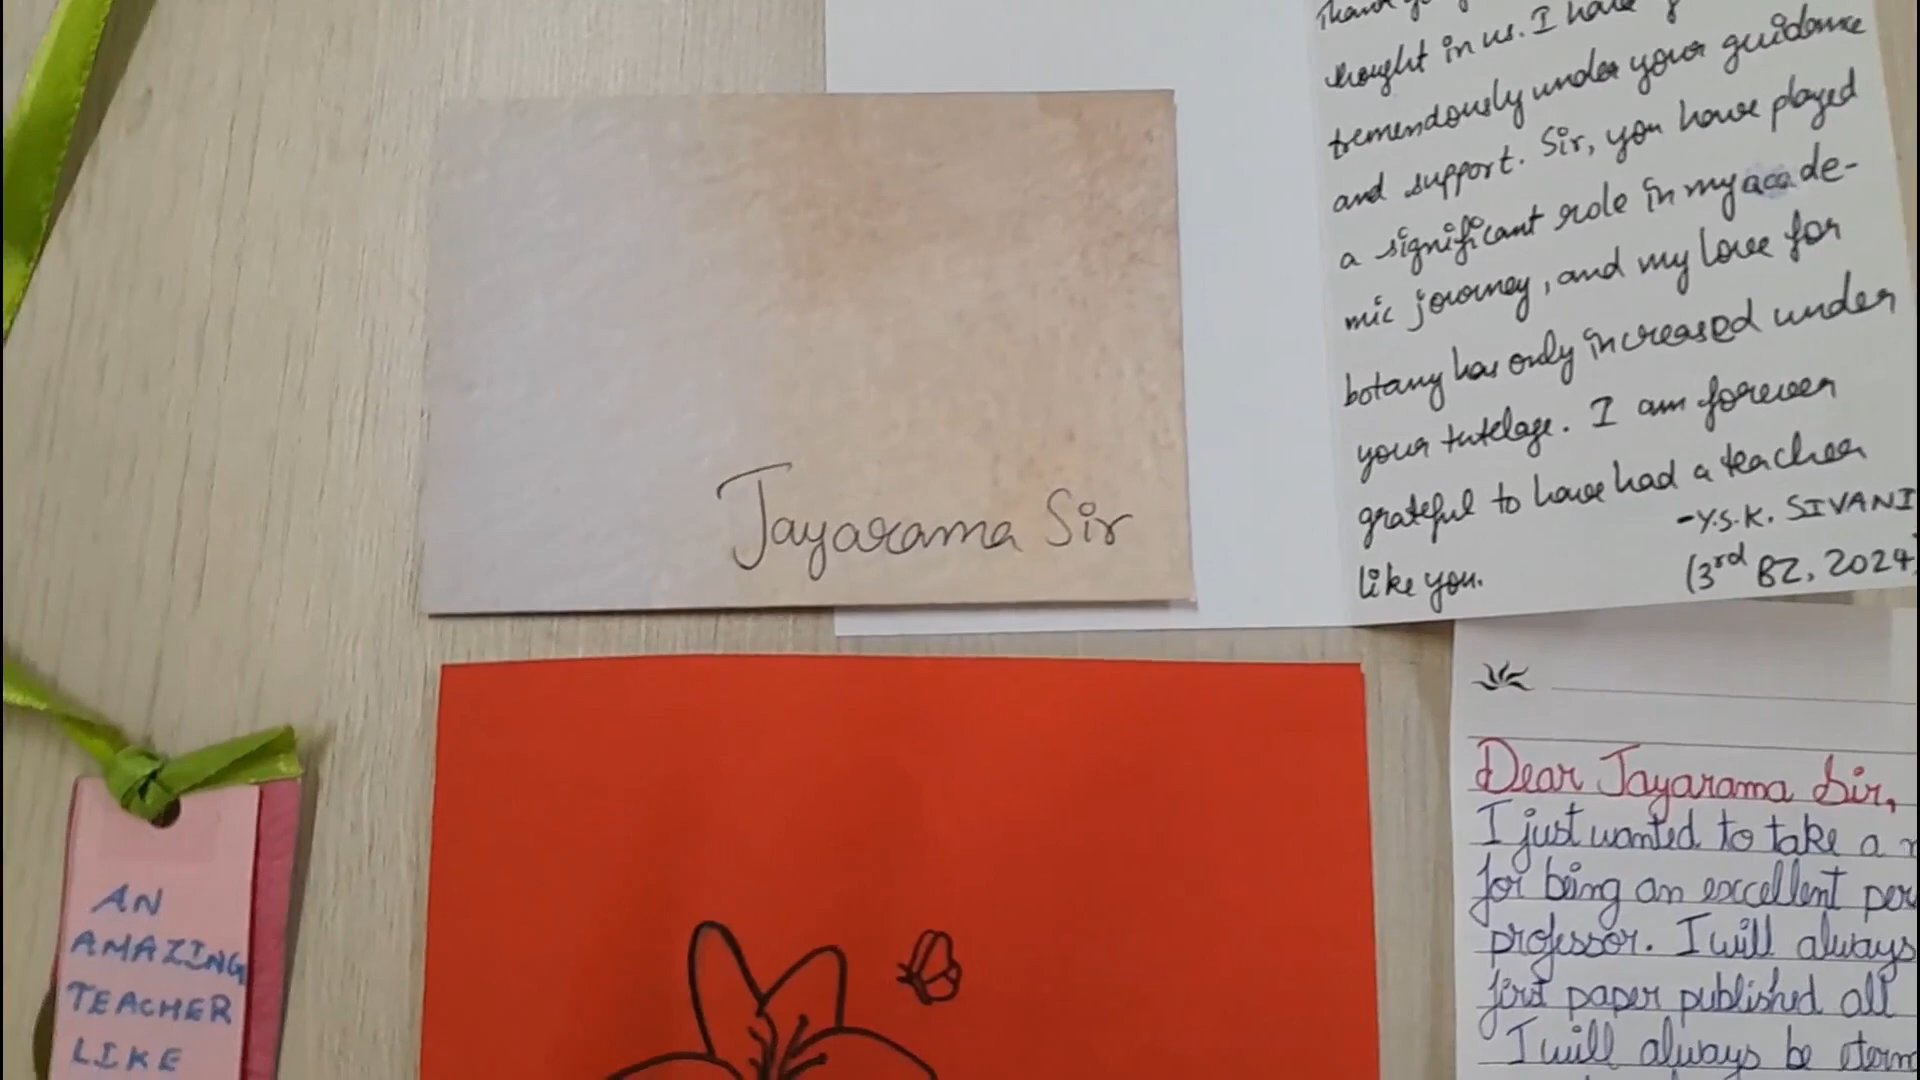 Thank
thought in us. I have
tremendously under your guidance
and support. Sir, you have played
a significant role in my acade-
mic journey, and my love for
botany has only increased under
your tutelage. I am forever
grateful to have had a teacher
like you.
-Y.S.K. SIVANI
(3rd BZ, 2024)
Jayarama Sir
Dear Jayarama Sir,
I just wanted to take a
for being an excellent
professor. I will always
first paper published all
I will always be
AN
AMAZING
TEACHER
LIKE